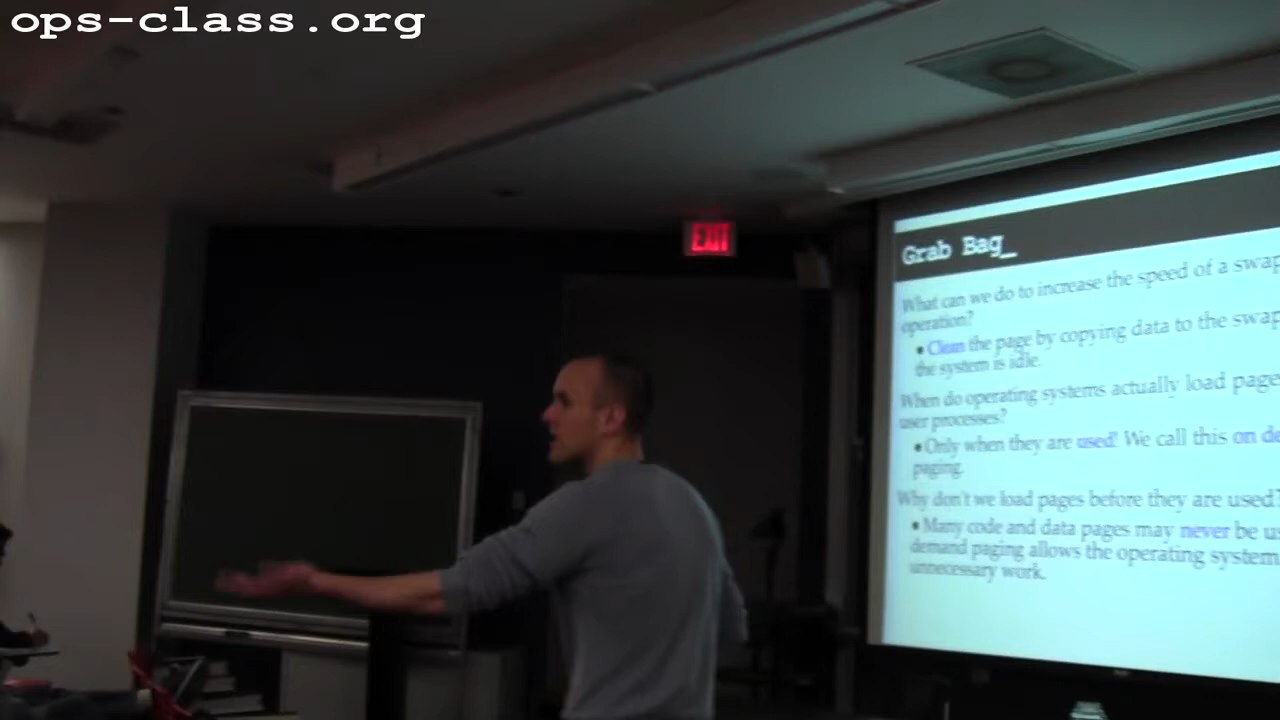 ops-class.org
EXIT
Grab Bag_
What can we do to increase the speed of a swap
operation?
• Clean the page by copying data to the swap
the system is idle.
When do operating systems actually load page
user processes?
• Only when they are used! We call this on de
paging.
Why don't we load pages before they are used?
• Many code and data pages may never be us
demand paging allows the operating system
unnecessary work.